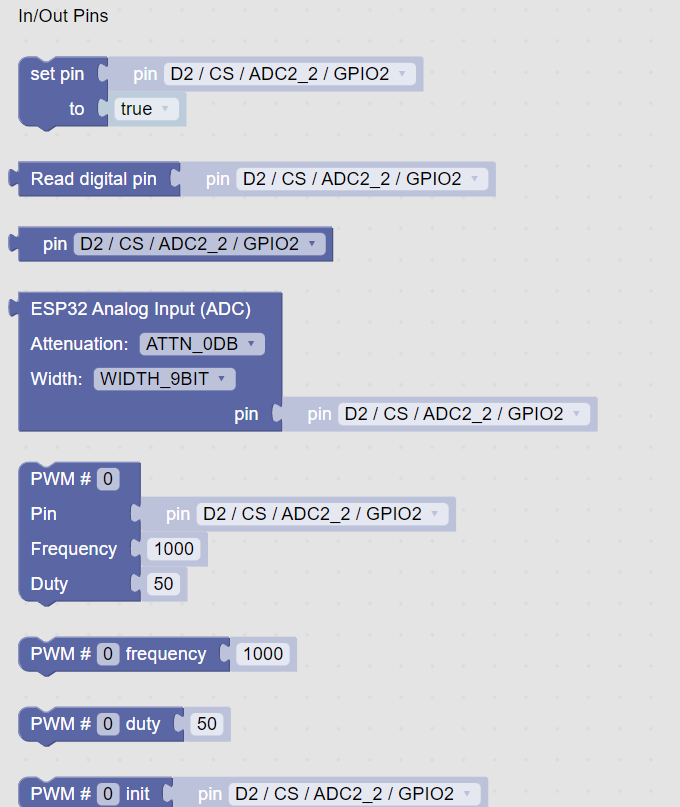 In/Out Pins
set pin pin D2 / CS / ADC2_2 / GPIO2
to true
Read digital pin pin D2 / CS / ADC2_2 / GPIO2
pin D2 / CS / ADC2_2 / GPIO2
ESP32 Analog Input (ADC)
Attenuation: ATTN_0DB
Width: WIDTH_9BIT
pin pin D2 / CS / ADC2_2 / GPIO2
PWM # 0
Pin pin D2 / CS / ADC2_2 / GPIO2
Frequency 1000
Duty 50
PWM # 0 frequency 1000
PWM # 0 duty 50
PWM # 0 init pin D2 / CS / ADC2_2 / GPIO2